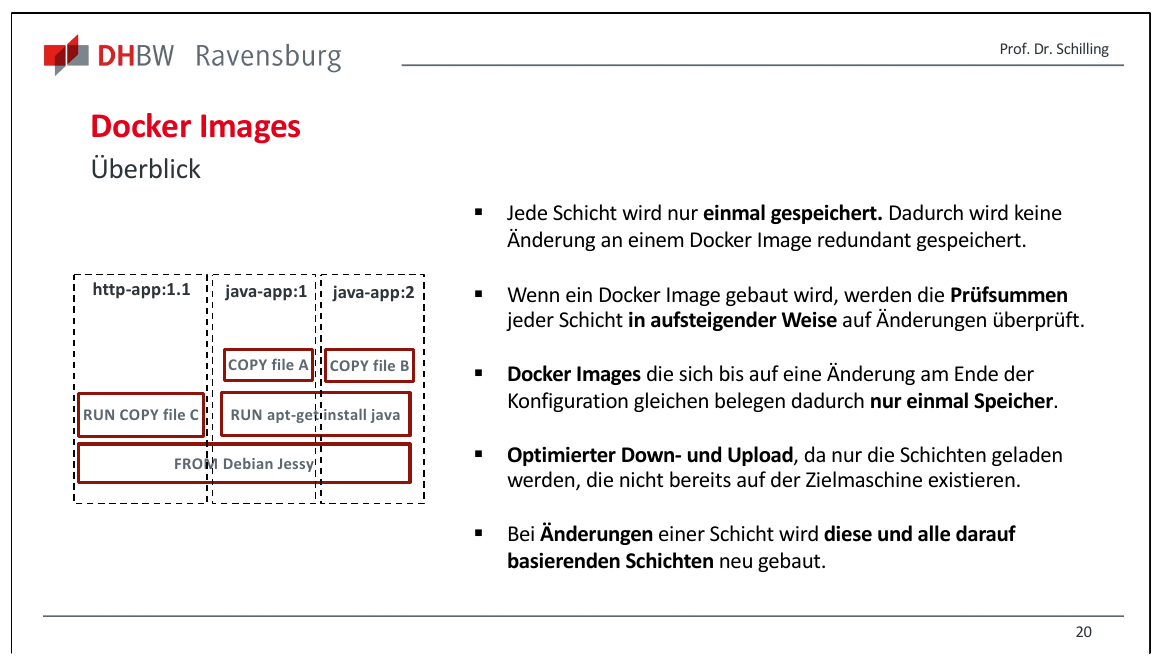 DHBW Ravensburg
Prof. Dr. Schilling
Docker Images
Überblick
http-app:1.1
java-app:1
java-app:2
COPY file A
COPY file B
RUN COPY file C
RUN apt-get install java
FROM Debian Jessy
▪ Jede Schicht wird nur einmal gespeichert. Dadurch wird keine
Änderung an einem Docker Image redundant gespeichert.
▪ Wenn ein Docker Image gebaut wird, werden die Prüfsummen
jeder Schicht in aufsteigender Weise auf Änderungen überprüft.
▪ Docker Images die sich bis auf eine Änderung am Ende der
Konfiguration gleichen belegen dadurch nur einmal Speicher.
▪ Optimierter Down- und Upload, da nur die Schichten geladen
werden, die nicht bereits auf der Zielmaschine existieren.
▪ Bei Änderungen einer Schicht wird diese und alle darauf
basierenden Schichten neu gebaut.
20